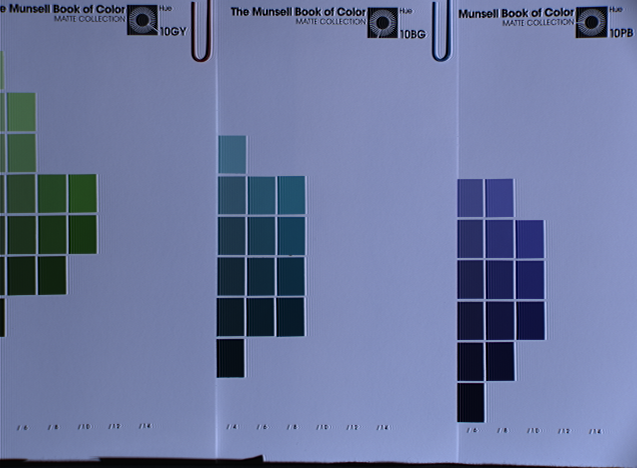 e Munsell Book of Color
MATTE COLLECTION
Hue
10GY
The Munsell Book of Color
MATTE COLLECTION
Hue
10BG
Munsell Book of Color
MATTE COLLECTION
Hue
10PB
/6 /8 /10 /12 /14
/4 /6 /8 /10 /12 /14
/6 /8 /10 /12 /14